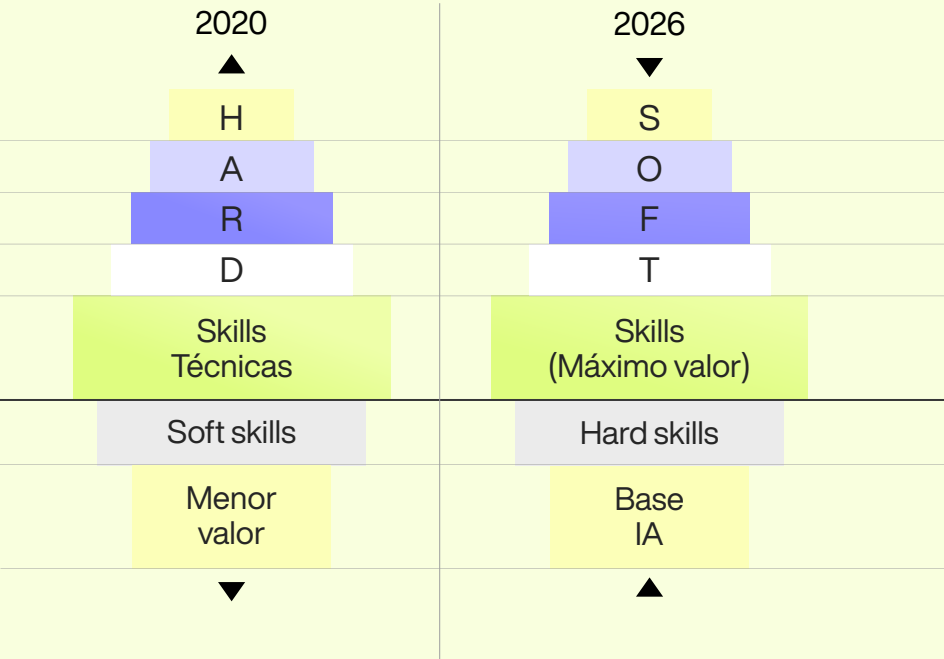 2020
H
A
R
D
Skills
Técnicas
Soft skills
Menor
valor
2026
S
O
F
T
Skills
(Máximo valor)
Hard skills
Base
IA